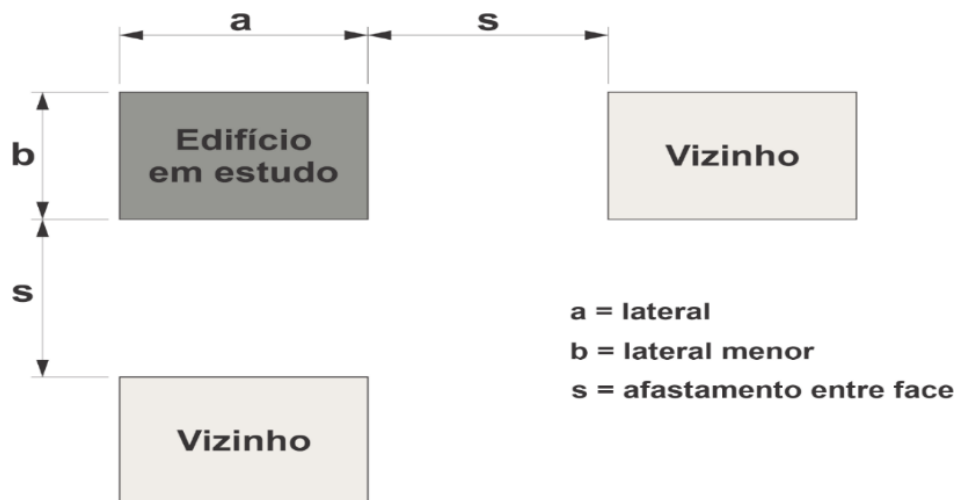 a
s
b
Edifício
em estudo
Vizinho
s
a = lateral
b = lateral menor
s = afastamento entre face
Vizinho